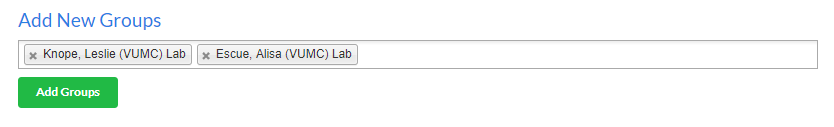 Add New Groups
× Knope, Leslie (VUMC) Lab × Escue, Alisa (VUMC) Lab
Add Groups